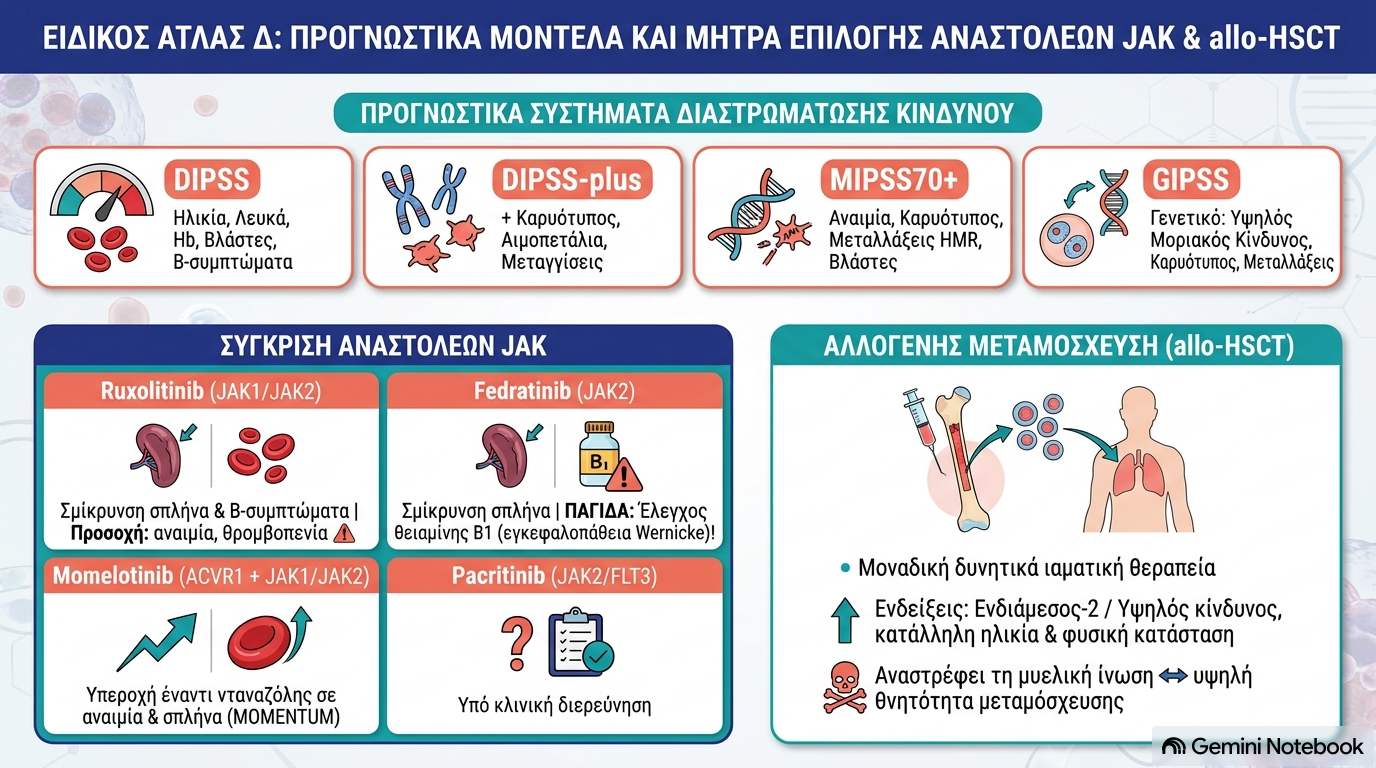 ΕΙΔΙΚΟΣ ΑΤΛΑΣ Δ: ΠΡΟΓΝΩΣΤΙΚΑ ΜΟΝΤΕΛΑ ΚΑΙ ΜΗΤΡΑ ΕΠΙΛΟΓΗΣ ΑΝΑΣΤΟΛΕΩΝ JAK & allo-HSCT
ΠΡΟΓΝΩΣΤΙΚΑ ΣΥΣΤΗΜΑΤΑ ΔΙΑΣΤΡΩΜΑΤΩΣΗΣ ΚΙΝΔΥΝΟΥ
DIPSS
Ηλικία, Λευκά,
Hb, Βλάστες,
Β-συμπτώματα
DIPSS-plus
+ Καρυότυπος,
Αιμοπετάλια,
Μεταγγίσεις
MIPSS70+
Αναιμία, Καρυότυπος,
Μεταλλάξεις HMR,
Βλάστες
GIPSS
Γενετικό: Υψηλός
Μοριακός Κίνδυνος,
Καρυότυπος, Μεταλλάξεις
ΣΥΓΚΡΙΣΗ ΑΝΑΣΤΟΛΕΩΝ JAK
Ruxolitinib (JAK1/JAK2)
Σμίκρυνση σπλήνα & Β-συμπτώματα |
Προσοχή: αναιμία, θρομβοπενία
Fedratinib (JAK2)
B₁
Σμίκρυνση σπλήνα | ΠΑΓΙΔΑ: Έλεγχος
θειαμίνης Β1 (εγκεφαλοπάθεια Wernicke)!
Momelotinib (ACVR1 + JAK1/JAK2)
Υπεροχή έναντι νταναζόλης σε
αναιμία & σπλήνα (MOMENTUM)
Pacritinib (JAK2/FLT3)
?
Υπό κλινική διερεύνηση
ΑΛΛΟΓΕΝΗΣ ΜΕΤΑΜΟΣΧΕΥΣΗ (allo-HSCT)
• Μοναδική δυνητικά ιαματική θεραπεία
Ενδείξεις: Ενδιάμεσος-2 / Υψηλός κίνδυνος,
κατάλληλη ηλικία & φυσική κατάσταση
Αναστρέφει τη μυελική ίνωση ⇔ υψηλή
θνητότητα μεταμόσχευσης
Gemini Notebook